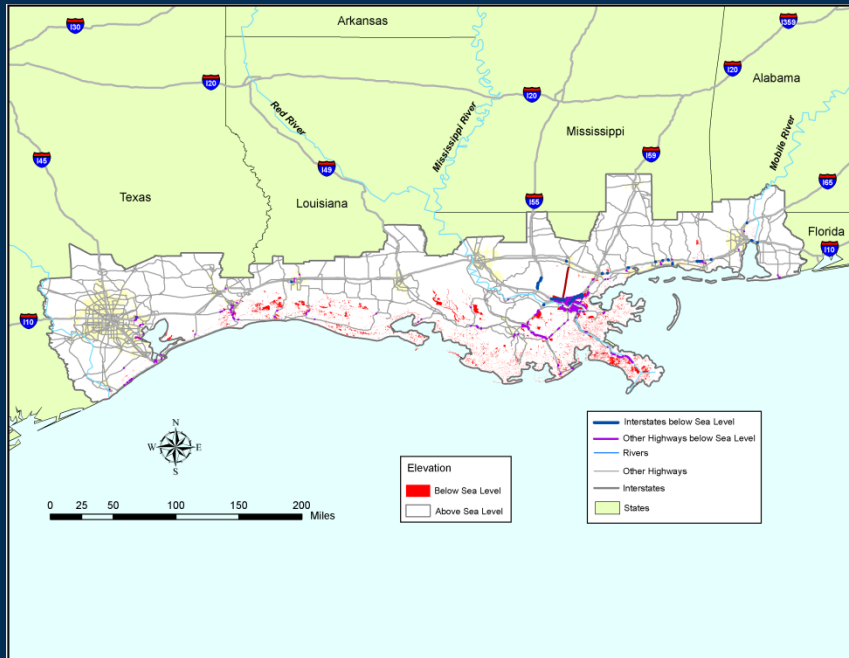 Arkansas
I30
I359
I20
I20
I20
Alabama
Red River
Mississippi River
Mississippi
Mobile River
I45
I49
I59
Texas
Louisiana
I55
I65
Florida
I10
I10
N
W E
S
0 25 50 100 150 200
Miles
Elevation
Below Sea Level
Above Sea Level
Interstates below Sea Level
Other Highways below Sea Level
Rivers
Other Highways
Interstates
States